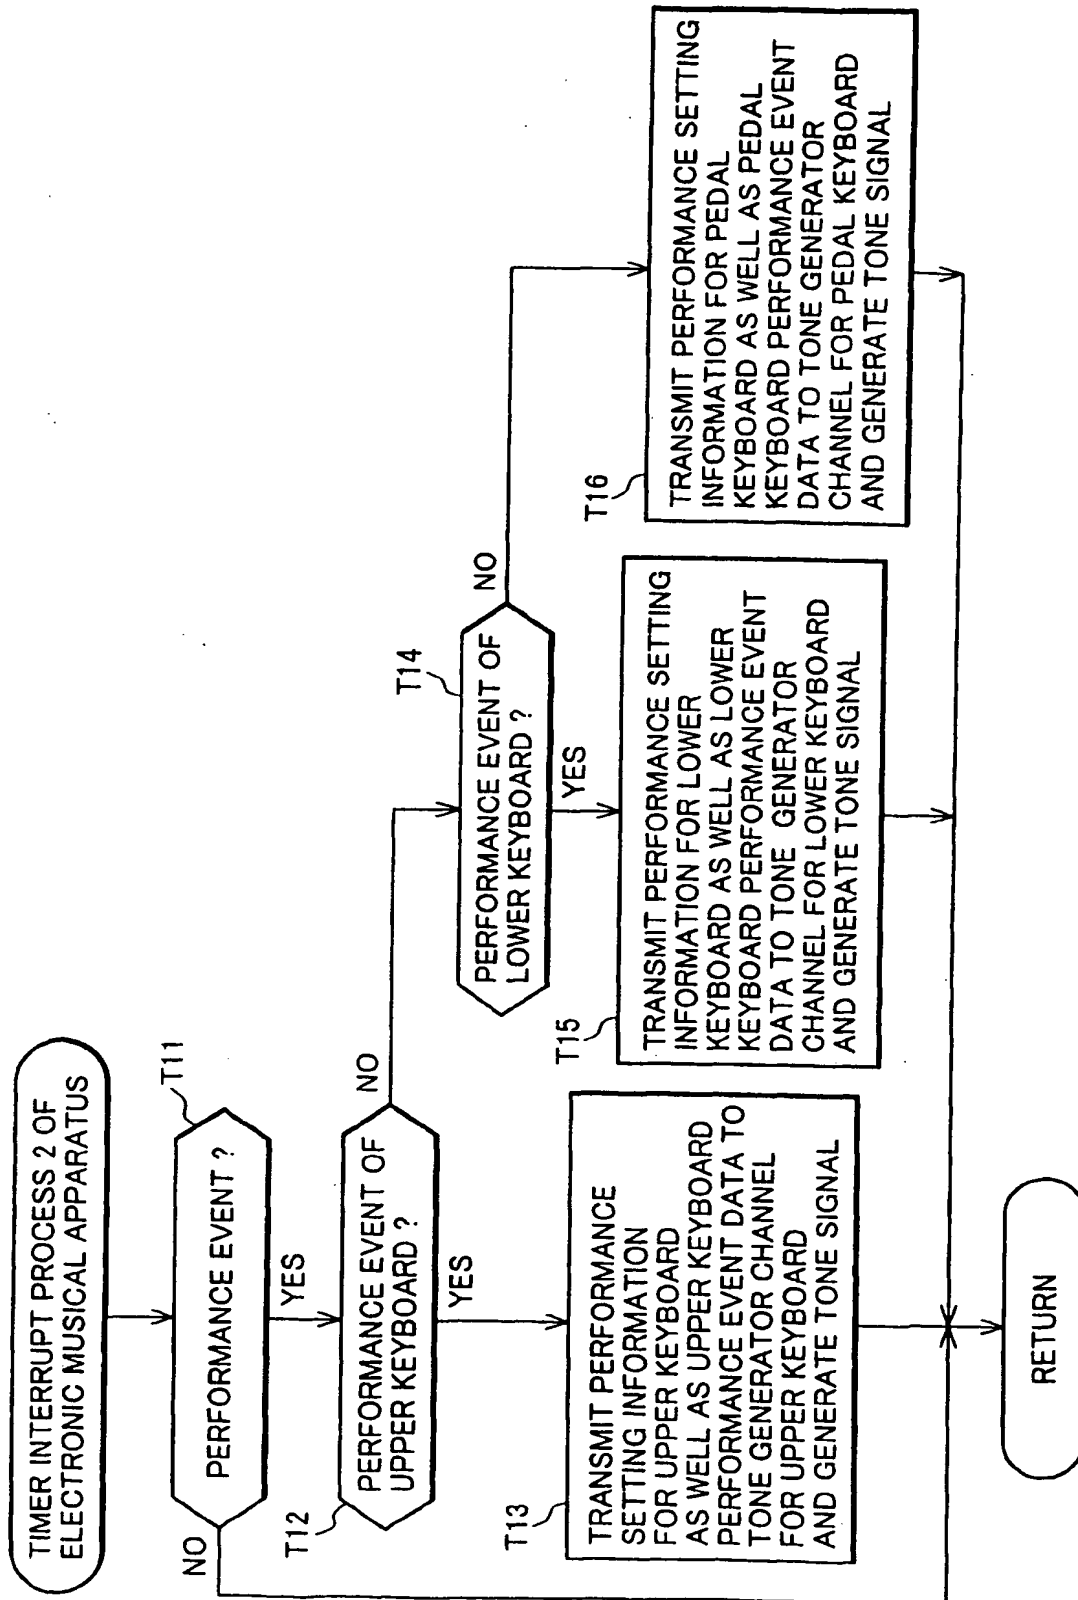 TIMER INTERRUPT PROCESS 2 OF
ELECTRONIC MUSICAL APPARATUS
T11
PERFORMANCE EVENT ?
NO
YES
T12
PERFORMANCE EVENT OF
UPPER KEYBOARD ?
NO
YES
T13
TRANSMIT PERFORMANCE
SETTING INFORMATION
FOR UPPER KEYBOARD
AS WELL AS UPPER KEYBOARD
PERFORMANCE EVENT DATA TO
TONE GENERATOR CHANNEL
FOR UPPER KEYBOARD
AND GENERATE TONE SIGNAL
T14
PERFORMANCE EVENT OF
LOWER KEYBOARD ?
NO
YES
T15
TRANSMIT PERFORMANCE SETTING
INFORMATION FOR LOWER
KEYBOARD AS WELL AS LOWER
KEYBOARD PERFORMANCE EVENT
DATA TO TONE GENERATOR
CHANNEL FOR LOWER KEYBOARD
AND GENERATE TONE SIGNAL
T16
TRANSMIT PERFORMANCE SETTING
INFORMATION FOR PEDAL
KEYBOARD AS WELL AS PEDAL
KEYBOARD PERFORMANCE EVENT
DATA TO TONE GENERATOR
CHANNEL FOR PEDAL KEYBOARD
AND GENERATE TONE SIGNAL
RETURN